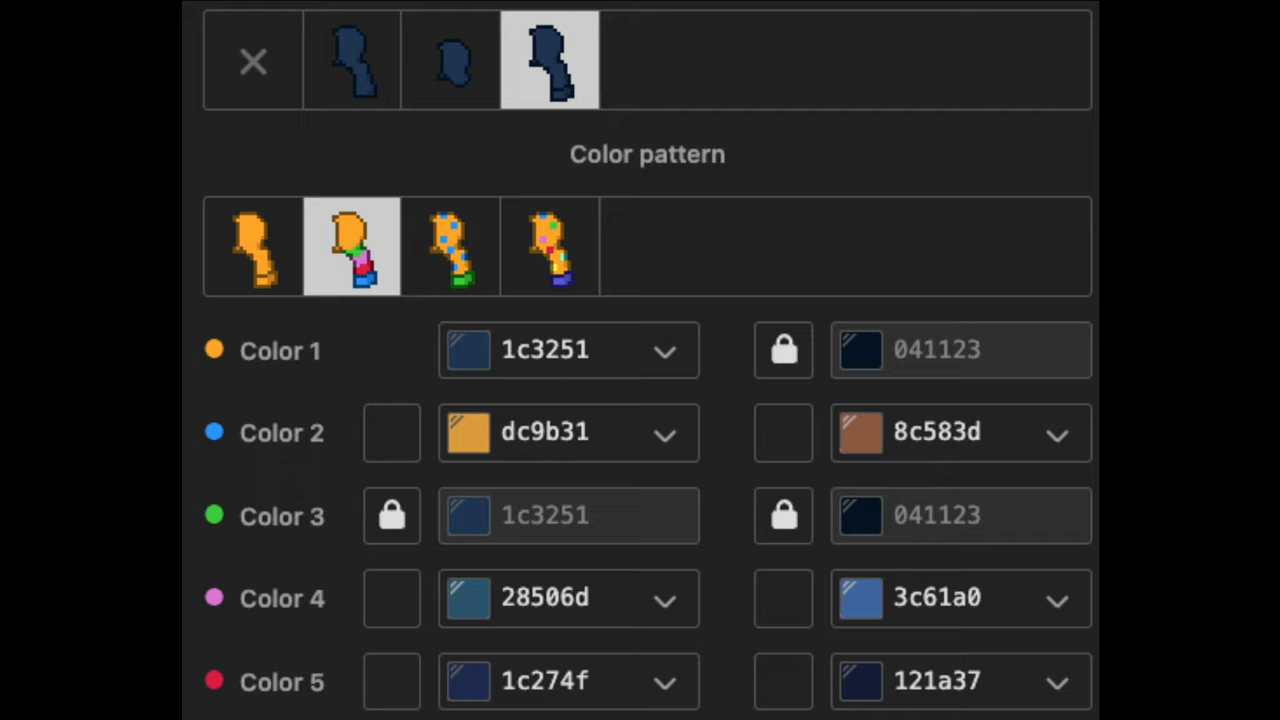 Color pattern
Color 1 1c3251 041123
Color 2 dc9b31 8c583d
Color 3 1c3251 041123
Color 4 28506d 3c61a0
Color 5 1c274f 121a37